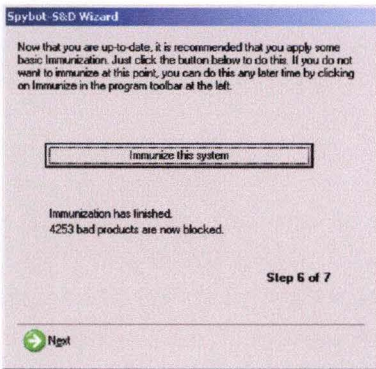 Spybot-S&D Wizard
Now that you are up-to-date, it is recommended that you apply some
basic Immunization. Just click the button below to do this. If you do not
want to immunize at this point, you can do this any later time by clicking
on Immunize in the program toolbar at the left.
Immunize this system
Immunization has finished.
4253 bad products are now blocked.
Step 6 of 7
Next